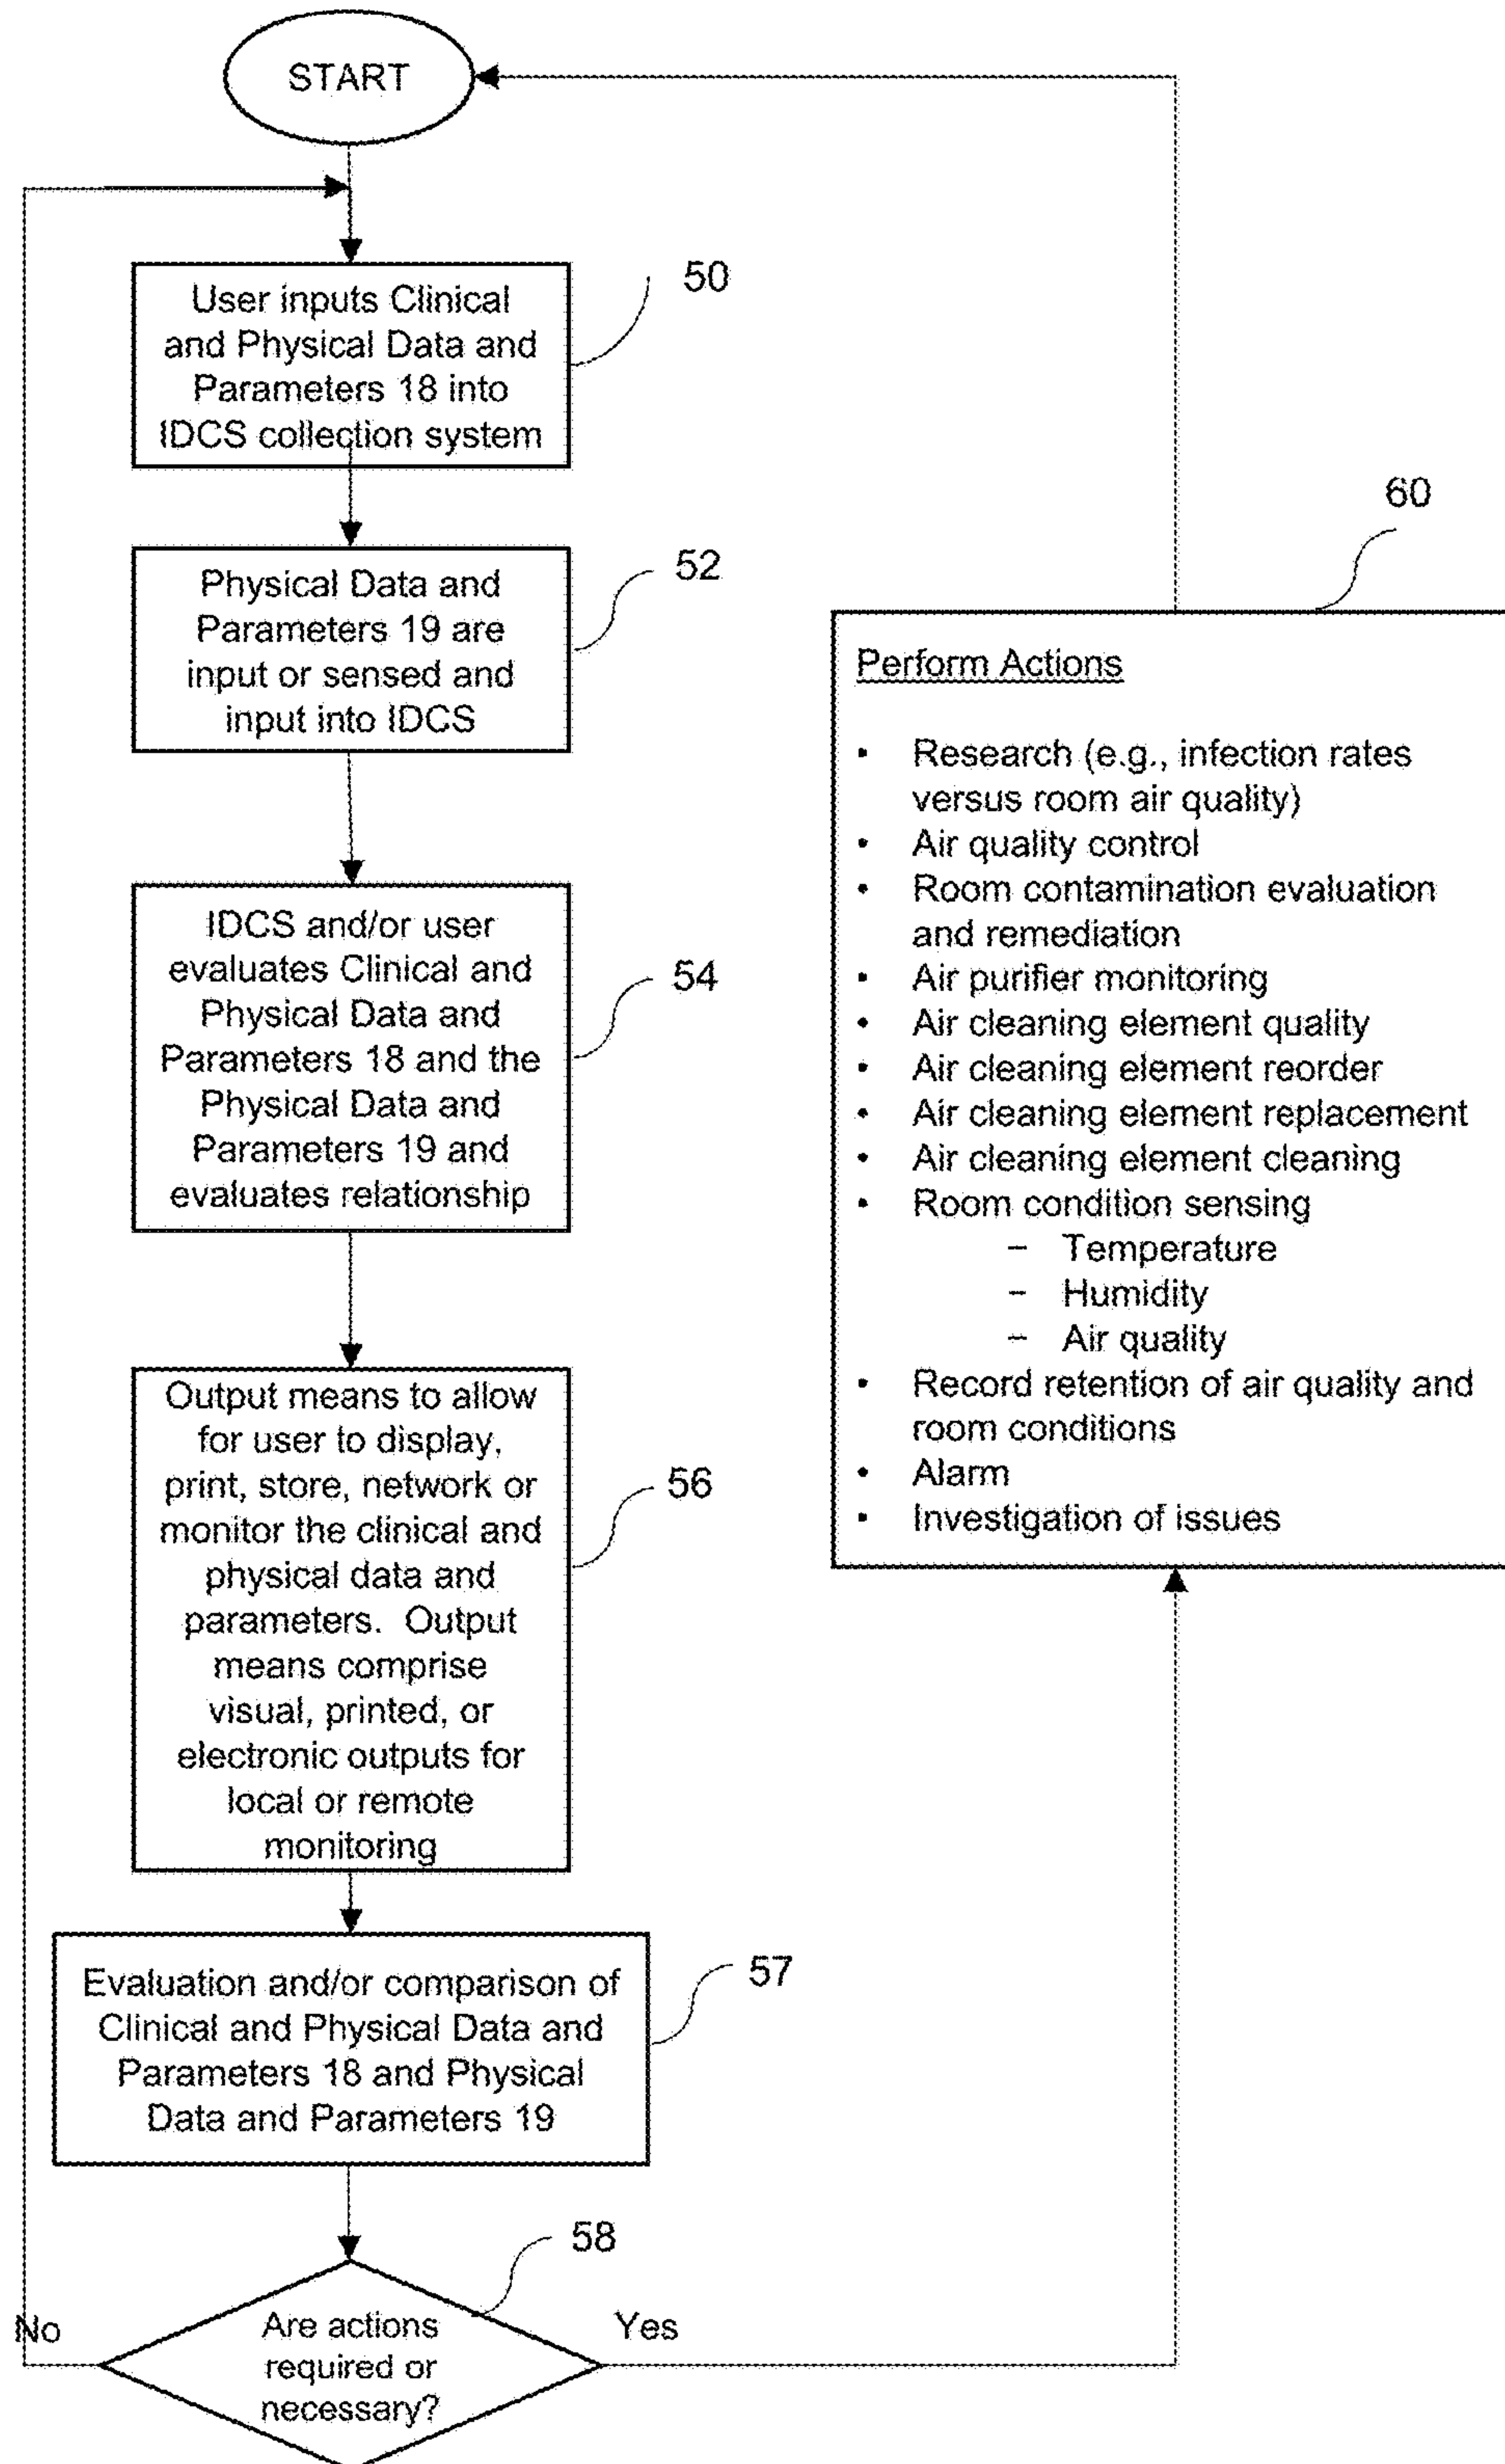 START
User inputs Clinical
and Physical Data and
Parameters 18 into
IDCS collection system
50
Physical Data and
Parameters 19 are
input or sensed and
input into IDCS
52
IDCS and/or user
evaluates Clinical and
Physical Data and
Parameters 18 and the
Physical Data and
Parameters 19 and
evaluates relationship
54
Output means to allow
for user to display,
print, store, network or
monitor the clinical and
physical data and
parameters. Output
means comprise
visual, printed, or
electronic outputs for
local or remote
monitoring
56
Evaluation and/or comparison of
Clinical and Physical Data and
Parameters 18 and Physical
Data and Parameters 19
57
58
Are actions
required or
necessary?
No
Yes
60
Perform Actions
• Research (e.g., infection rates
versus room air quality)
• Air quality control
• Room contamination evaluation
and remediation
• Air purifier monitoring
• Air cleaning element quality
• Air cleaning element reorder
• Air cleaning element replacement
• Air cleaning element cleaning
• Room condition sensing
– Temperature
– Humidity
– Air quality
• Record retention of air quality and
room conditions
• Alarm
• Investigation of issues